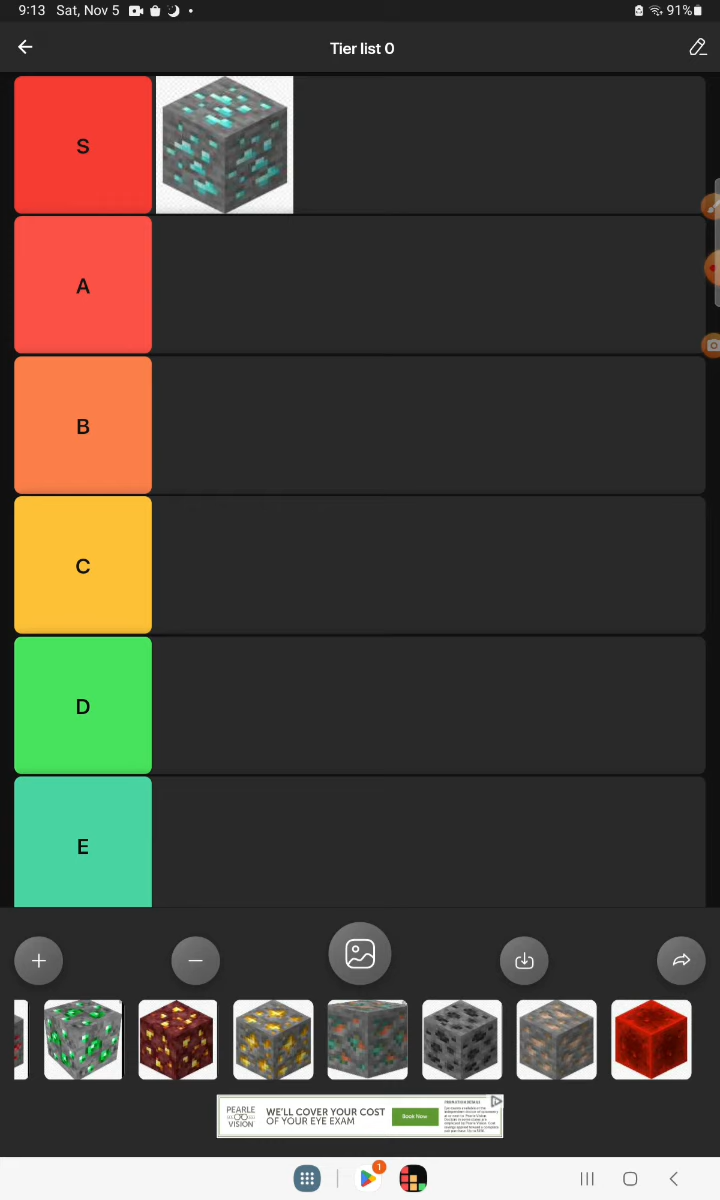 9:13 Sat, Nov 5
91%
Tier list 0
S
A
B
C
D
E
PEARLE
VISION
WE'LL COVER YOUR COST
OF YOUR EYE EXAM
Book Now
1